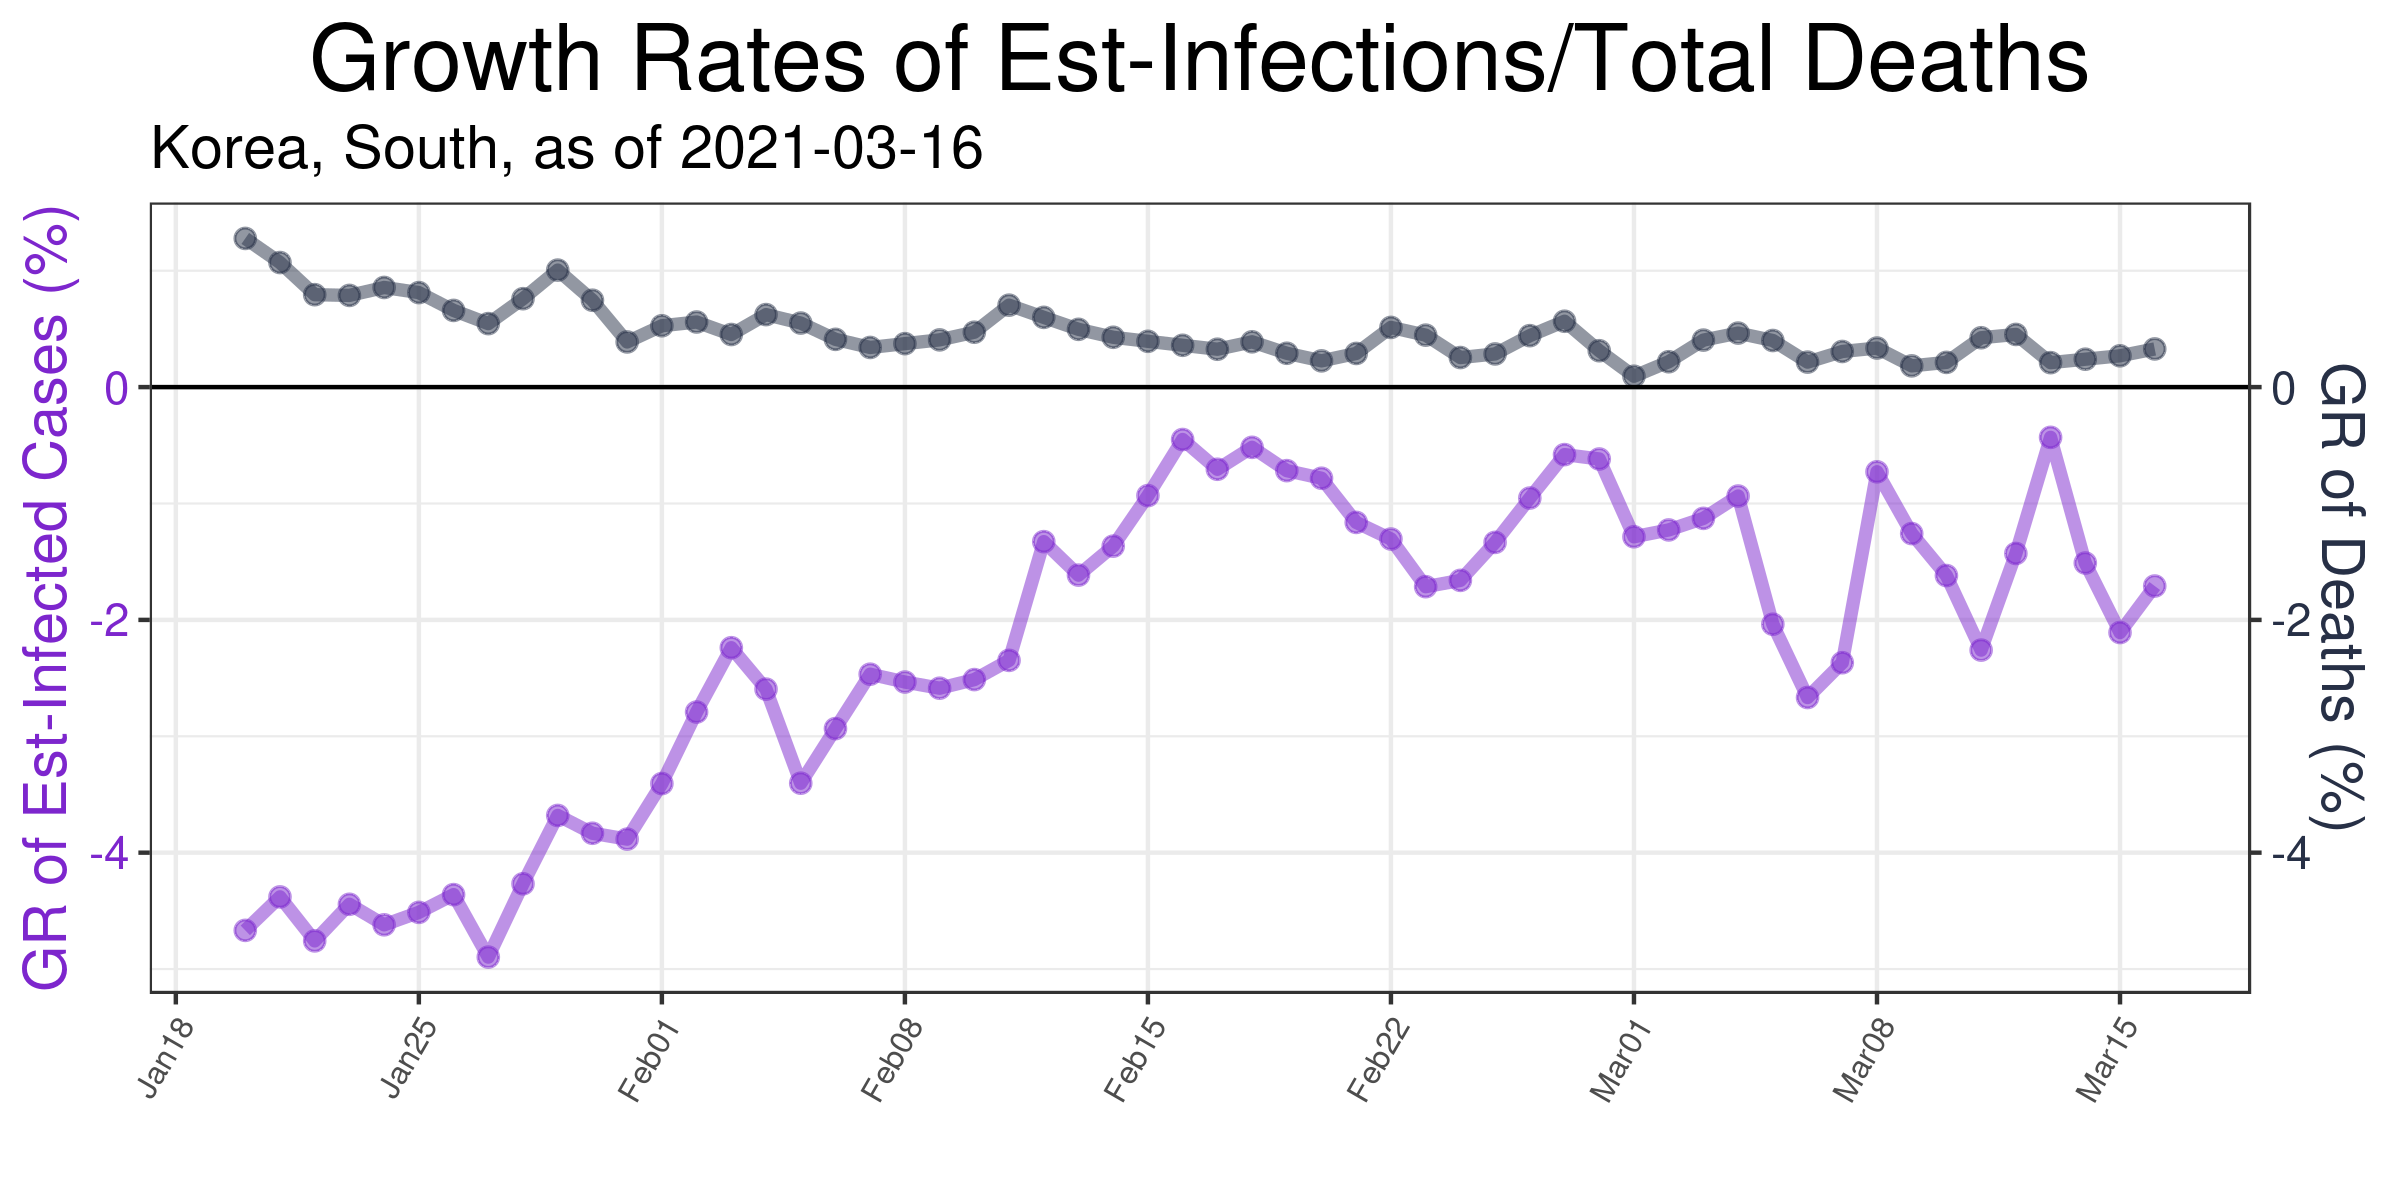 Growth Rates of Est-Infections/Total Deaths
Korea, South, as of 2021-03-16
GR of Est-Infected Cases (%)
0
-2
-4
0
-2
-4
GR of Deaths (%)
Jan18
Jan25
Feb01
Feb08
Feb15
Feb22
Mar01
Mar08
Mar15